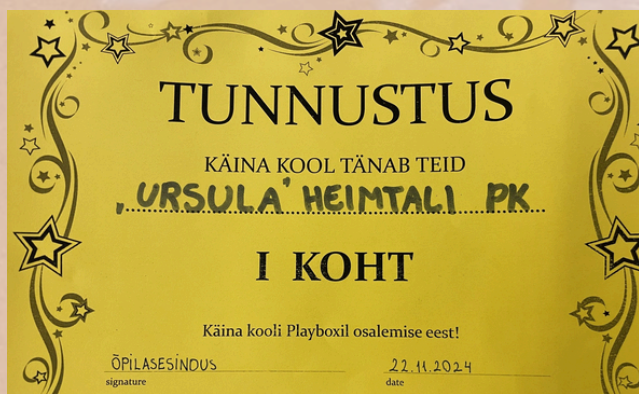 TUNNUSTUS
KÄINA KOOL TÄNAB TEID
„URSULA" HEIMTALI PK
I KOHT
Käina kooli Playboxil osalemise eest!
ÕPILASESINDUS 22.11.2024
signature date